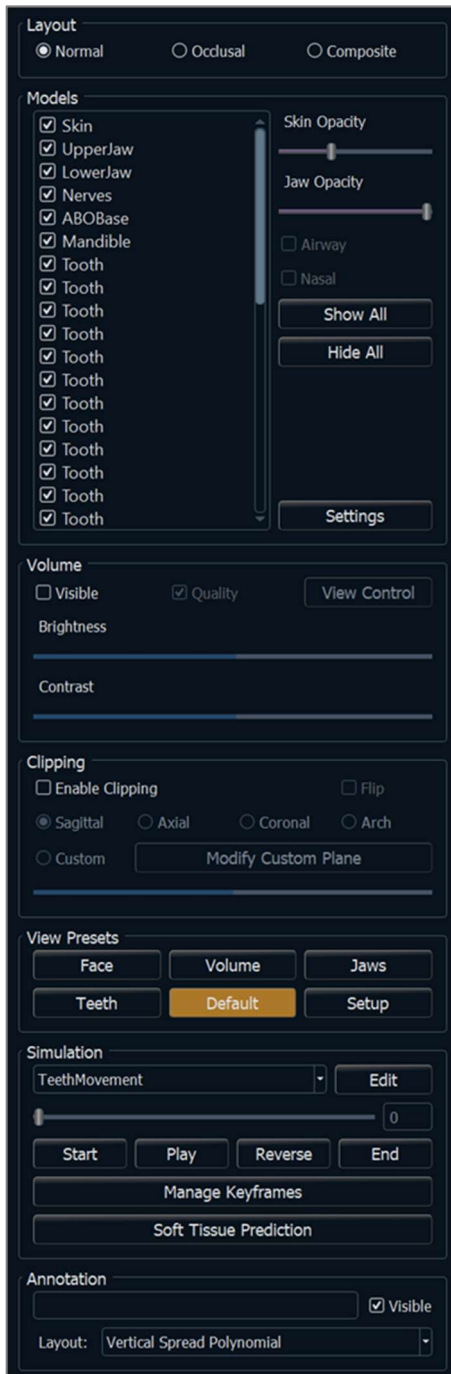 Layout
Normal Occlusal Composite
Models
Skin
UpperJaw
LowerJaw
Nerves
ABOBase
Mandible
Tooth
Tooth
Tooth
Tooth
Tooth
Tooth
Tooth
Tooth
Tooth
Tooth
Tooth
Tooth
Skin Opacity
Jaw Opacity
Airway
Nasal
Show All
Hide All
Settings
Volume
Visible Quality View Control
Brightness
Contrast
Clipping
Enable Clipping Flip
Sagittal Axial Coronal Arch
Custom Modify Custom Plane
View Presets
Face Volume Jaws
Teeth Default Setup
Simulation
TeethMovement Edit
0
Start Play Reverse End
Manage Keyframes
Soft Tissue Prediction
Annotation
Visible
Layout: Vertical Spread Polynomial